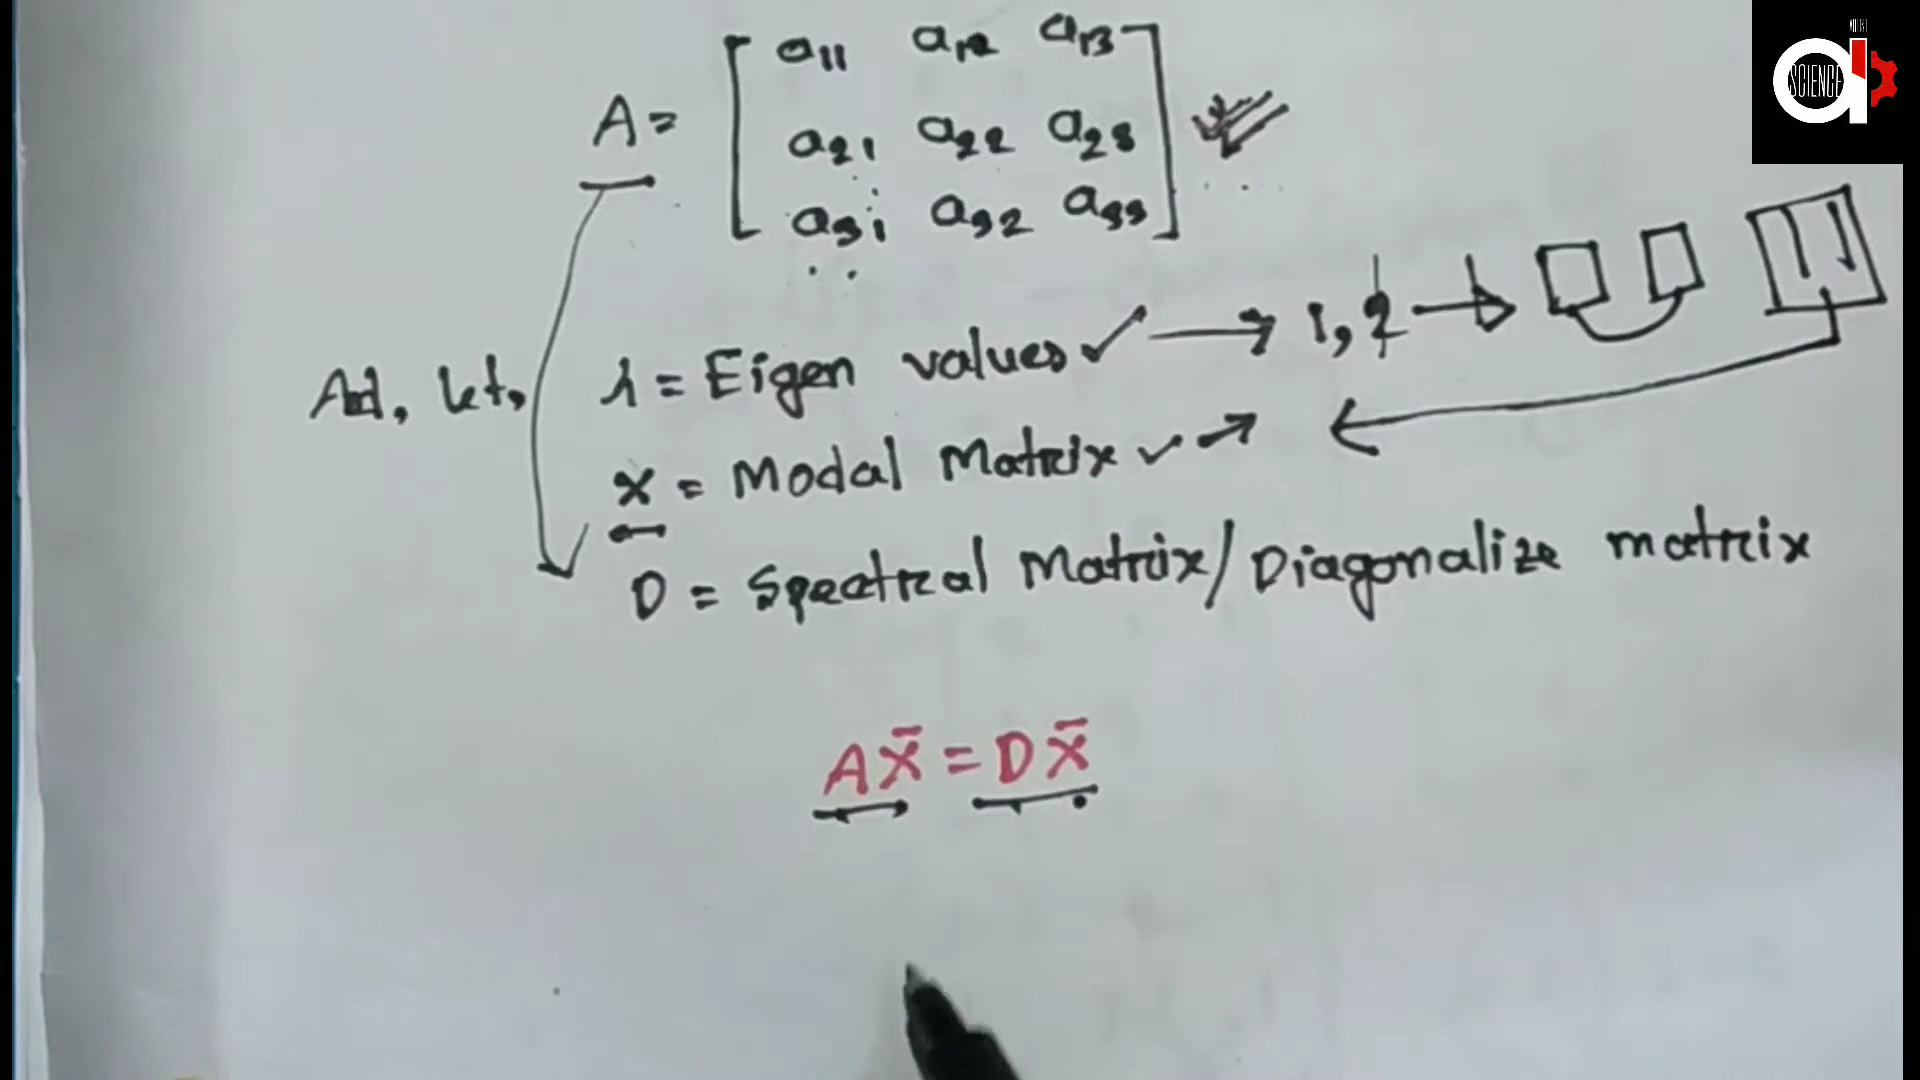 a11 a12 a13
A=
a21 a22 a23
a31 a32 a33
And, let, λ = Eigen values → 1, 2 →
x = Modal Matrix
D = Spectral Matrix/Diagonalize matrix
AX̄ = DX̄
SCIENCE